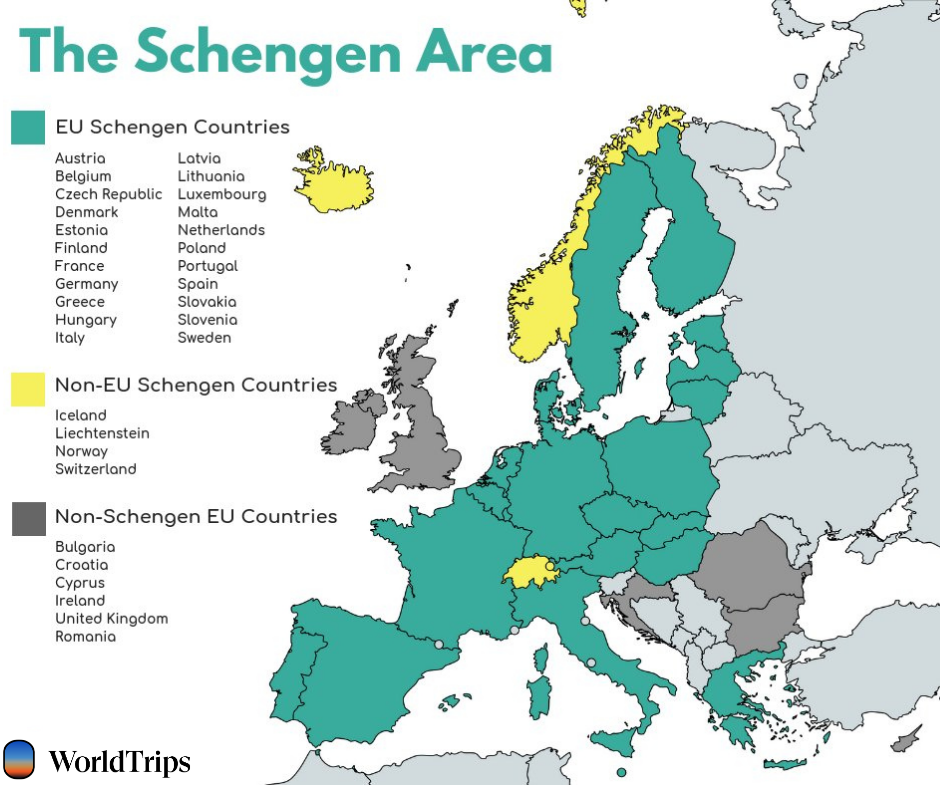 The Schengen Area
EU Schengen Countries
Austria
Belgium
Czech Republic
Denmark
Estonia
Finland
France
Germany
Greece
Hungary
Italy
Latvia
Lithuania
Luxembourg
Malta
Netherlands
Poland
Portugal
Spain
Slovakia
Slovenia
Sweden
Non-EU Schengen Countries
Iceland
Liechtenstein
Norway
Switzerland
Non-Schengen EU Countries
Bulgaria
Croatia
Cyprus
Ireland
United Kingdom
Romania
WorldTrips